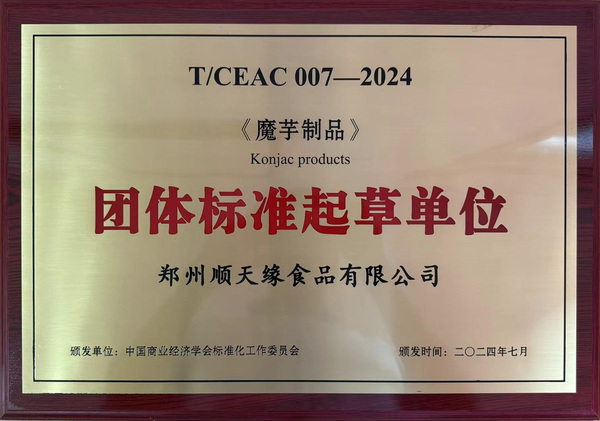 T/CEAC 007—2024
《魔芋制品》
Konjac products
团体标准起草单位
郑州顺天缘食品有限公司
颁发单位：中国商业经济学会标准化工作委员会
颁发时间：二〇二四年七月